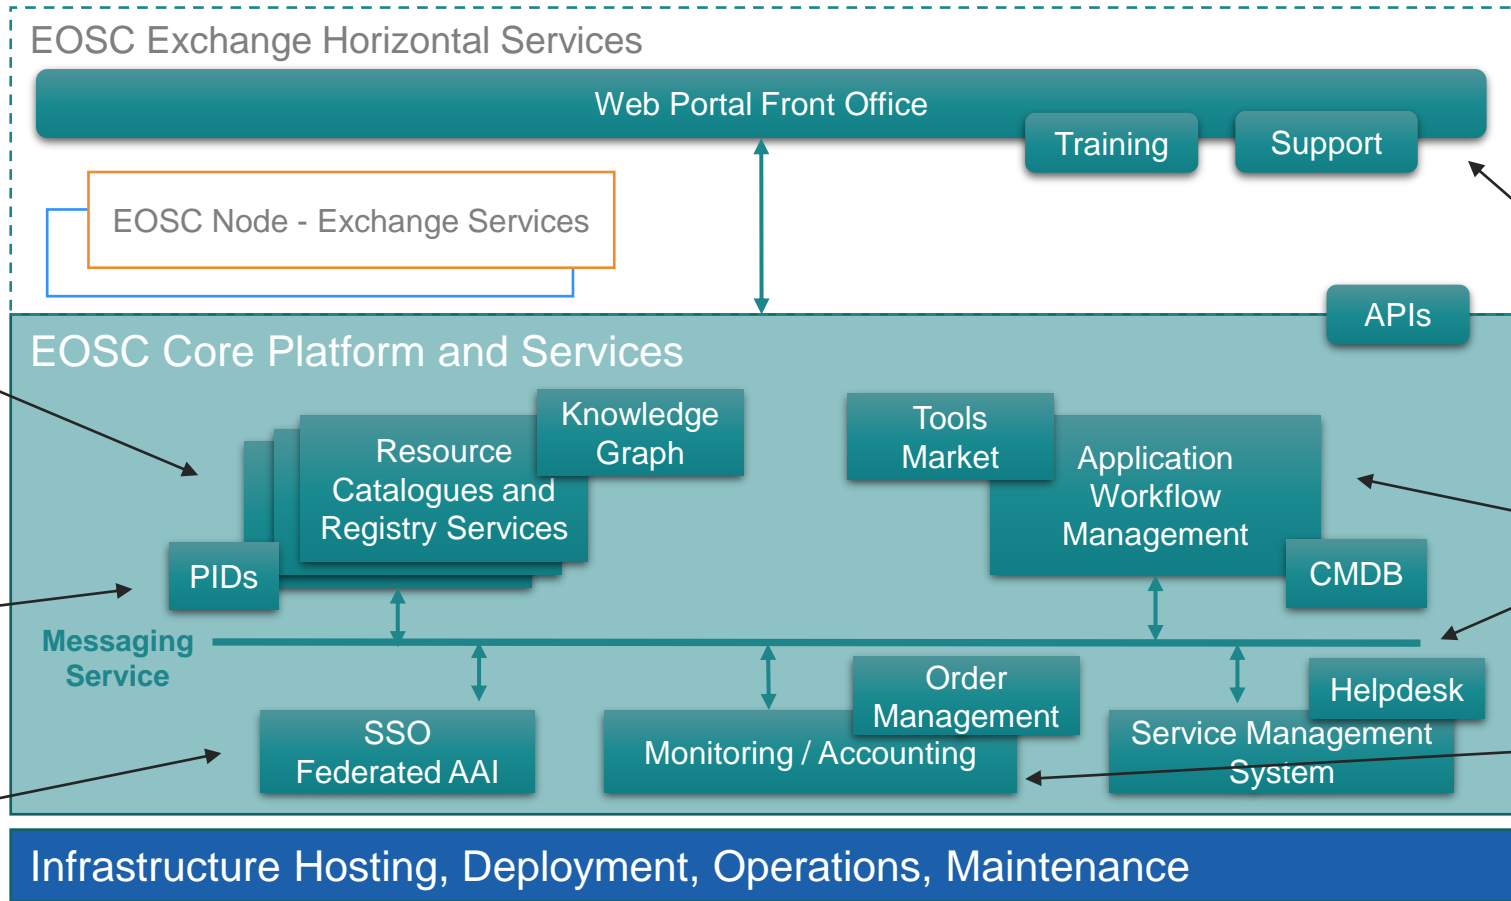 EOSC Exchange Horizontal Services
Web Portal Front Office
Training
Support
EOSC Node - Exchange Services
APIs
EOSC Core Platform and Services
Knowledge
Graph
Resource
Catalogues and
Registry Services
PIDs
Tools
Market
Application
Workflow
Management
CMDB
Messaging
Service
SSO
Federated AAI
Order
Management
Monitoring / Accounting
Helpdesk
Service Management
System
Infrastructure Hosting, Deployment, Operations, Maintenance